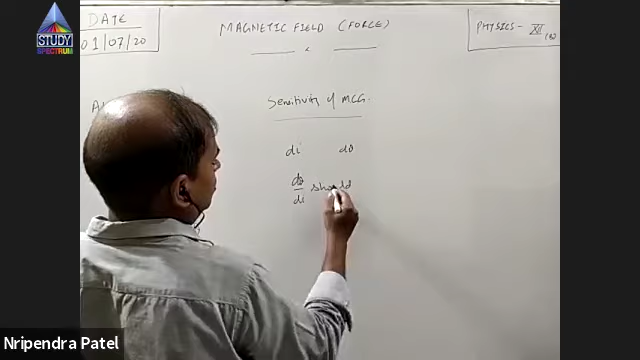 STUDY
SPECTRUM
DATE
01/07/20
MAGNETIC FIELD (FORCE)
PHYSICS - XII
Sensitivity of MCG.
di dθ
dθ/di should
Nripendra Patel